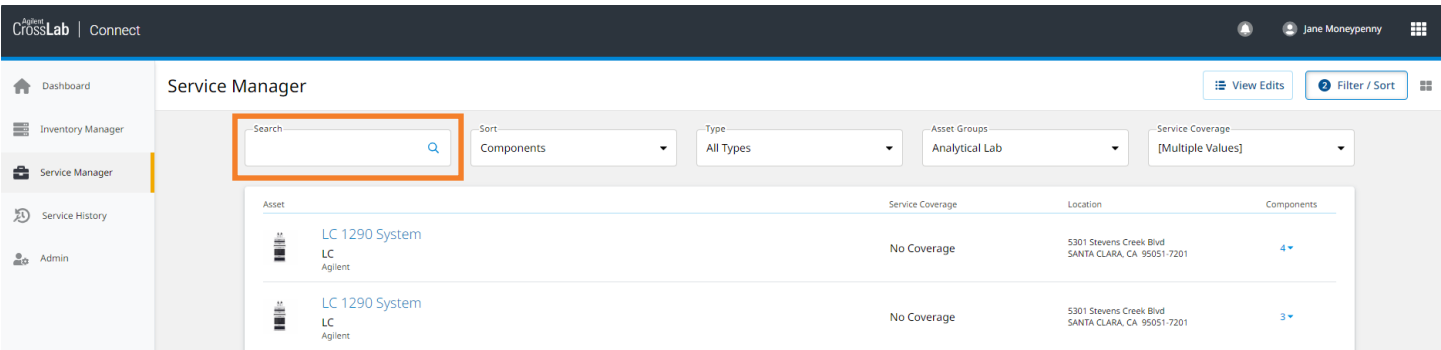 Agilent
CrossLab | Connect
Jane Moneypenny
Dashboard
Inventory Manager
Service Manager
Service History
Admin
Service Manager
View Edits
2 Filter / Sort
Search
Sort
Components
Type
All Types
Asset Groups
Analytical Lab
Service Coverage
[Multiple Values]
Asset Service Coverage Location Components
LC 1290 System
LC
Agilent
No Coverage
5301 Stevens Creek Blvd
SANTA CLARA, CA 95051-7201
4
LC 1290 System
LC
Agilent
No Coverage
5301 Stevens Creek Blvd
SANTA CLARA, CA 95051-7201
3